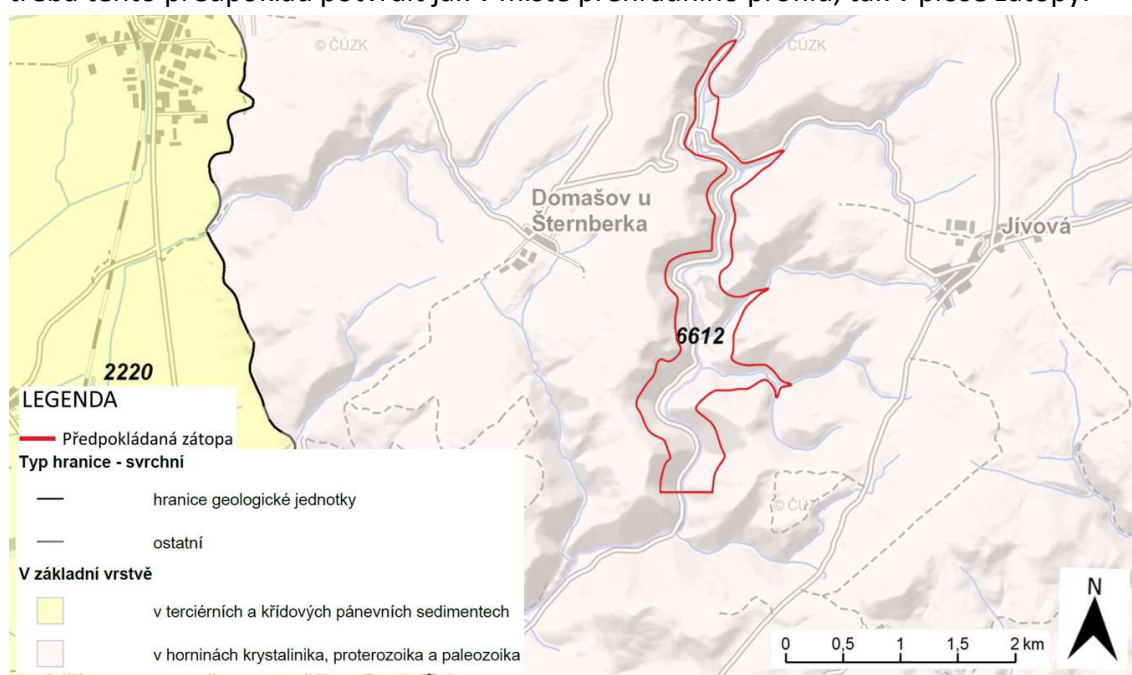 třeba tento předpoklad potvrdit jak v místě přehradního profilu, tak v ploše zátopy.
© ČÚZK
© ČÚZK
Domašov u
Šternberka
Jívová
6612
2220
LEGENDA
Předpokládaná zátopa
Typ hranice - svrchní
hranice geologické jednotky
ostatní
V základní vrstvě
v terciérních a křídových pánevních sedimentech
v horninách krystalinika, proterozoika a paleozoika
© ČÚZK
N
0 0,5 1 1,5 2 km